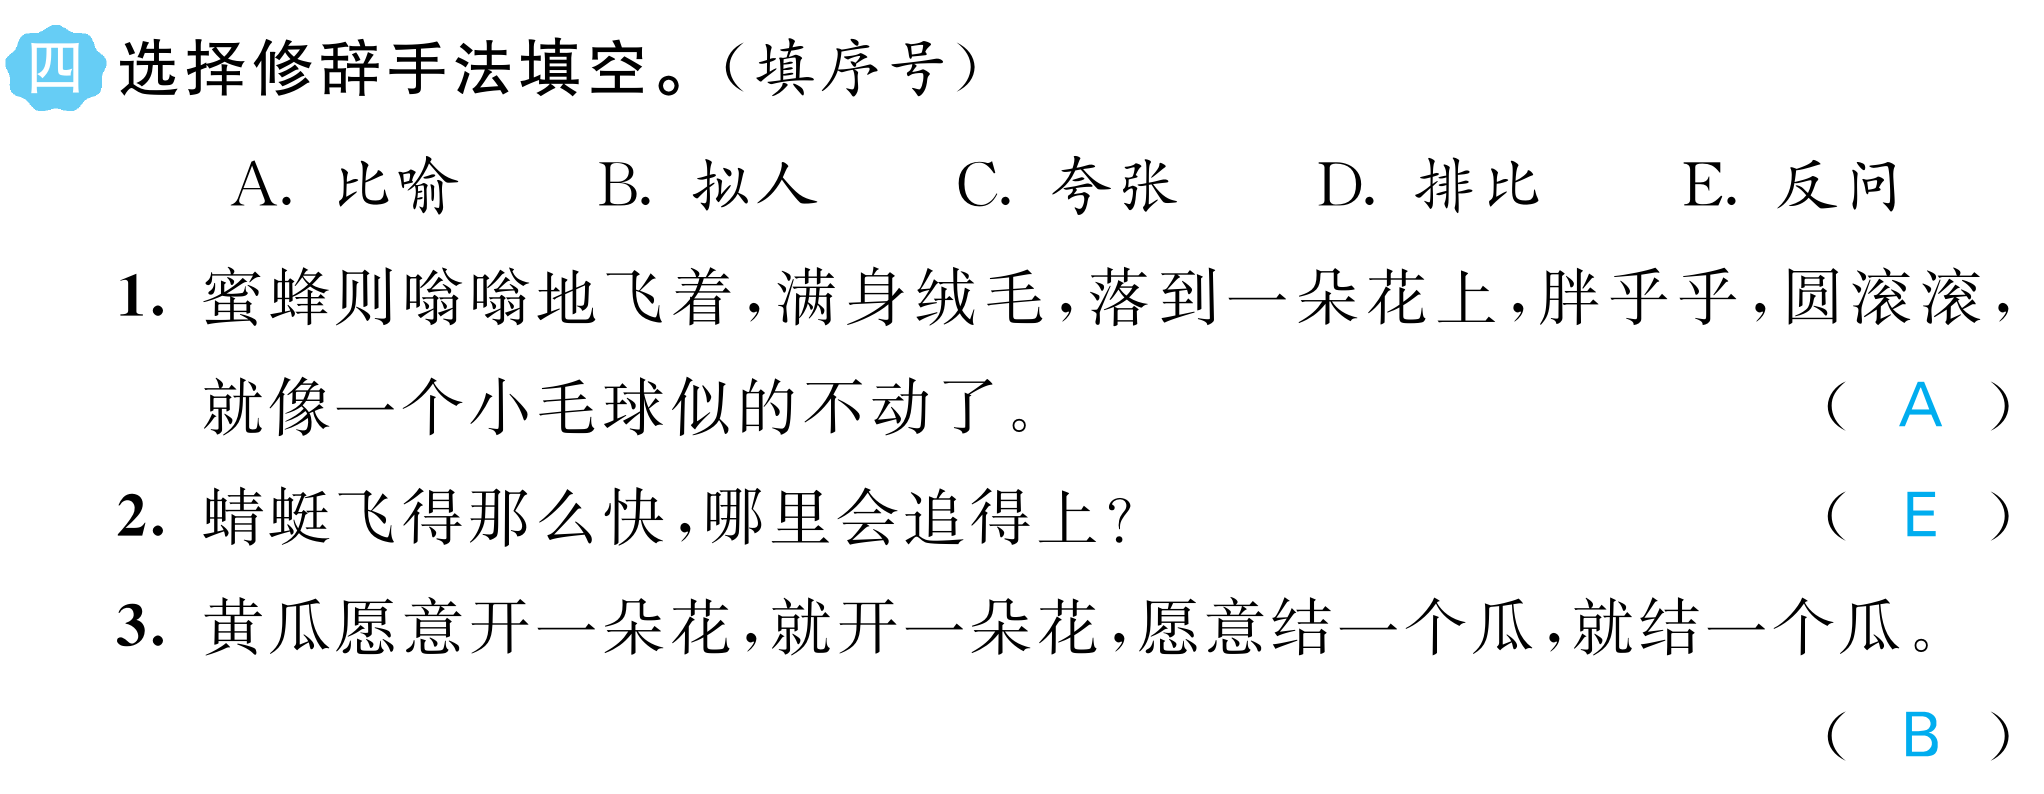 四 选择修辞手法填空。(填序号)
A. 比喻 B. 拟人 C. 夸张 D. 排比 E. 反问
1. 蜜蜂则嗡嗡地飞着,满身绒毛,落到一朵花上,胖乎乎,圆滚滚,
就像一个小毛球似的不动了。 ( A )
2. 蜻蜓飞得那么快,哪里会追得上? ( E )
3. 黄瓜愿意开一朵花,就开一朵花,愿意结一个瓜,就结一个瓜。
( B )